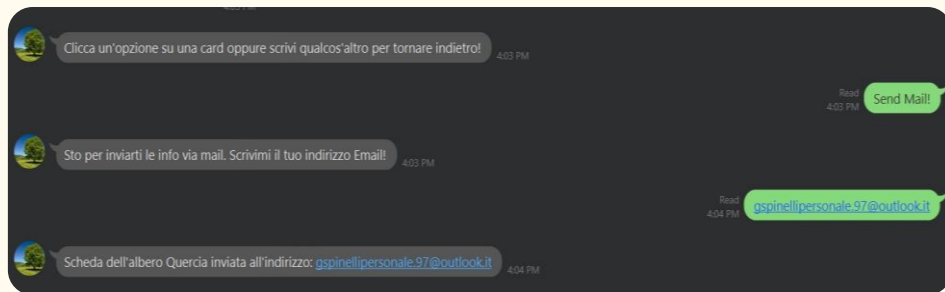 4:03 PM
Clicca un'opzione su una card oppure scrivi qualcos'altro per tornare indietro!
4:03 PM
Read
4:03 PM
Send Mail!
Sto per inviarti le info via mail. Scrivimi il tuo indirizzo Email!
4:03 PM
Read
4:04 PM
gspinellipersonale.97@outlook.it
Scheda dell'albero Quercia inviata all'indirizzo: gspinellipersonale.97@outlook.it
4:04 PM